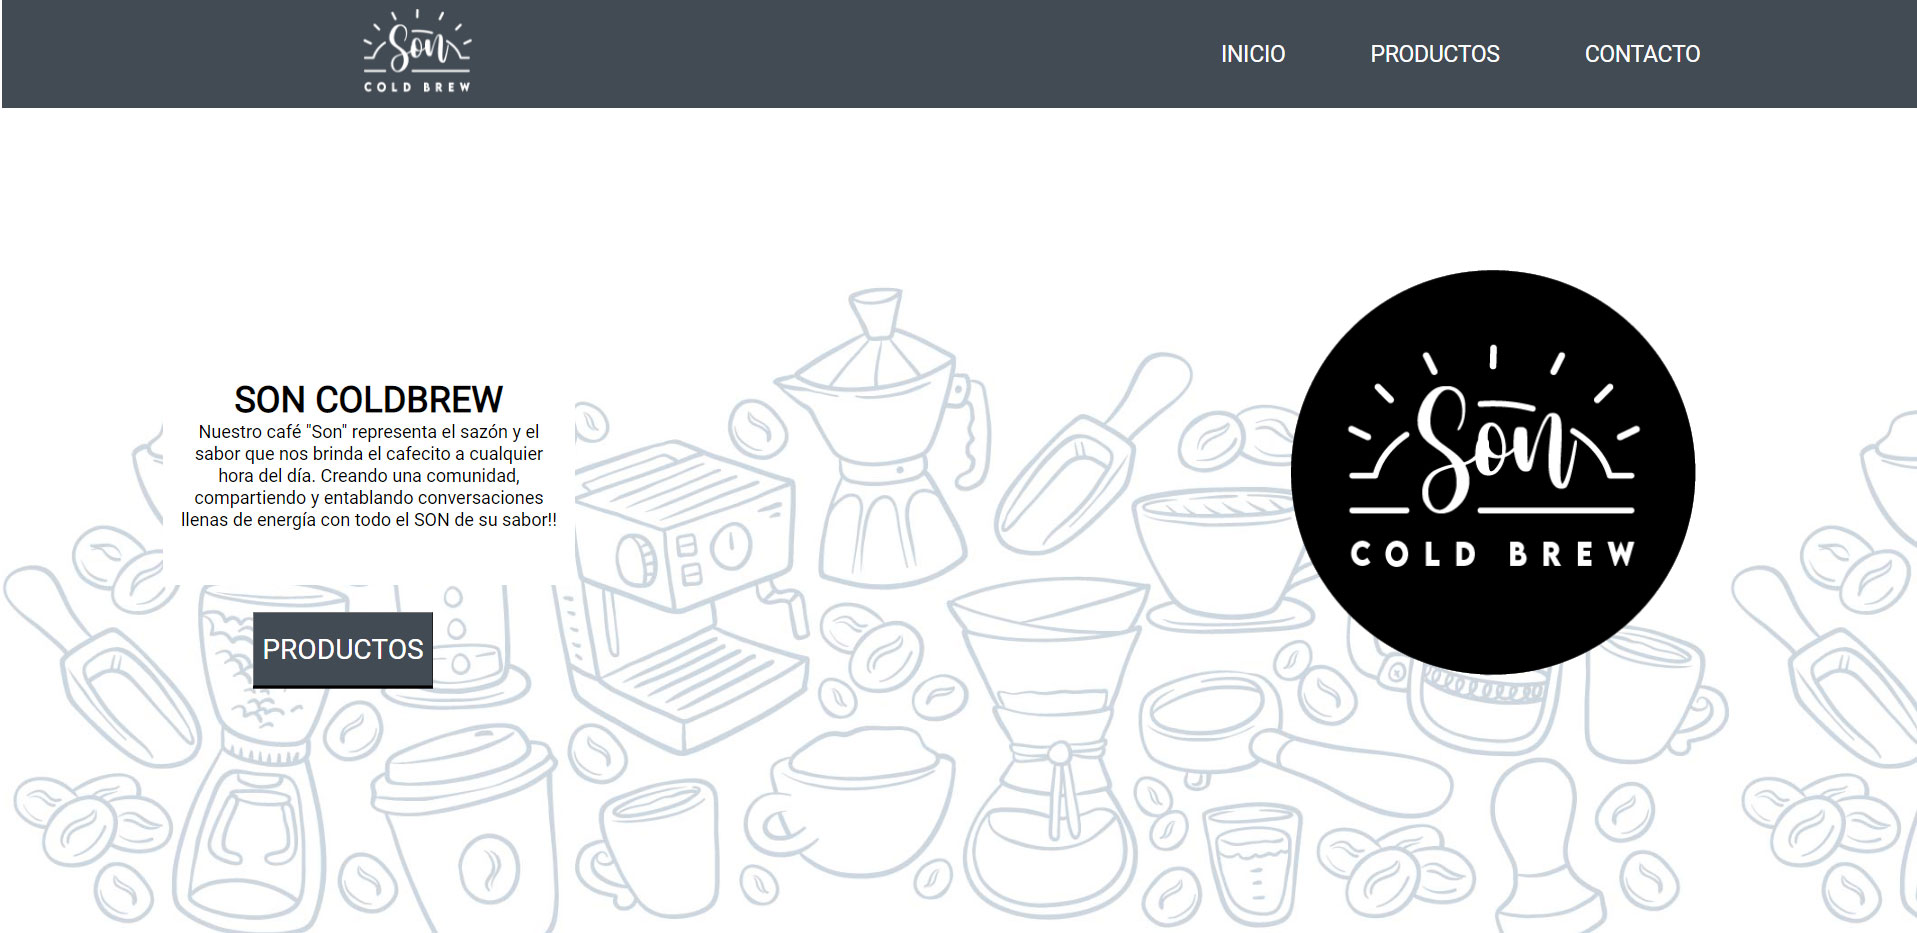 Son
COLD BREW
INICIO PRODUCTOS CONTACTO
SON COLDBREW
Nuestro café "Son" representa el sazón y el
sabor que nos brinda el cafecito a cualquier
hora del día. Creando una comunidad,
compartiendo y entablando conversaciones
llenas de energía con todo el SON de su sabor!!
PRODUCTOS
Son
COLD BREW